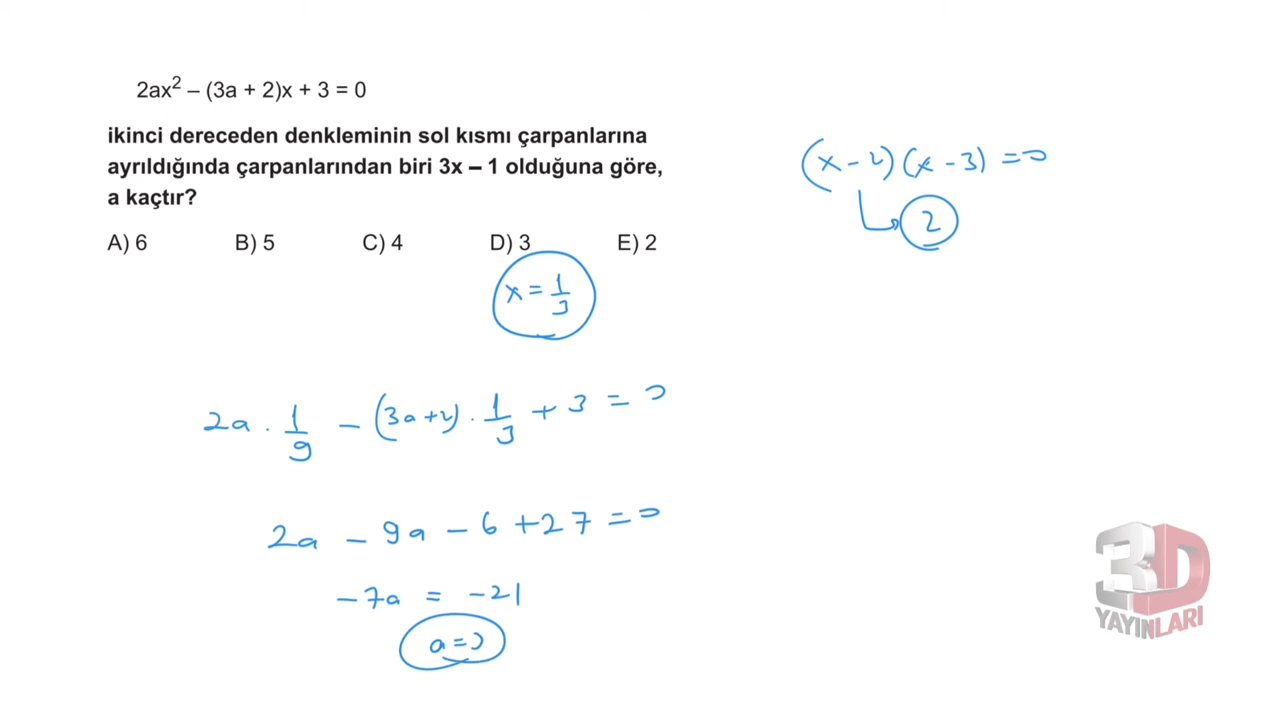 2ax² – (3a + 2)x + 3 = 0
ikinci dereceden denkleminin sol kısmı çarpanlarına
ayrıldığında çarpanlarından biri 3x – 1 olduğuna göre,
a kaçtır?
A) 6 B) 5 C) 4 D) 3 E) 2
x = 1/3
2a · 1/9 – (3a+2) · 1/3 + 3 = 0
2a – 9a – 6 + 27 = 0
–7a = –21
a = 3
(x – 2) (x – 3) = 0
2
3D
YAYINLARI